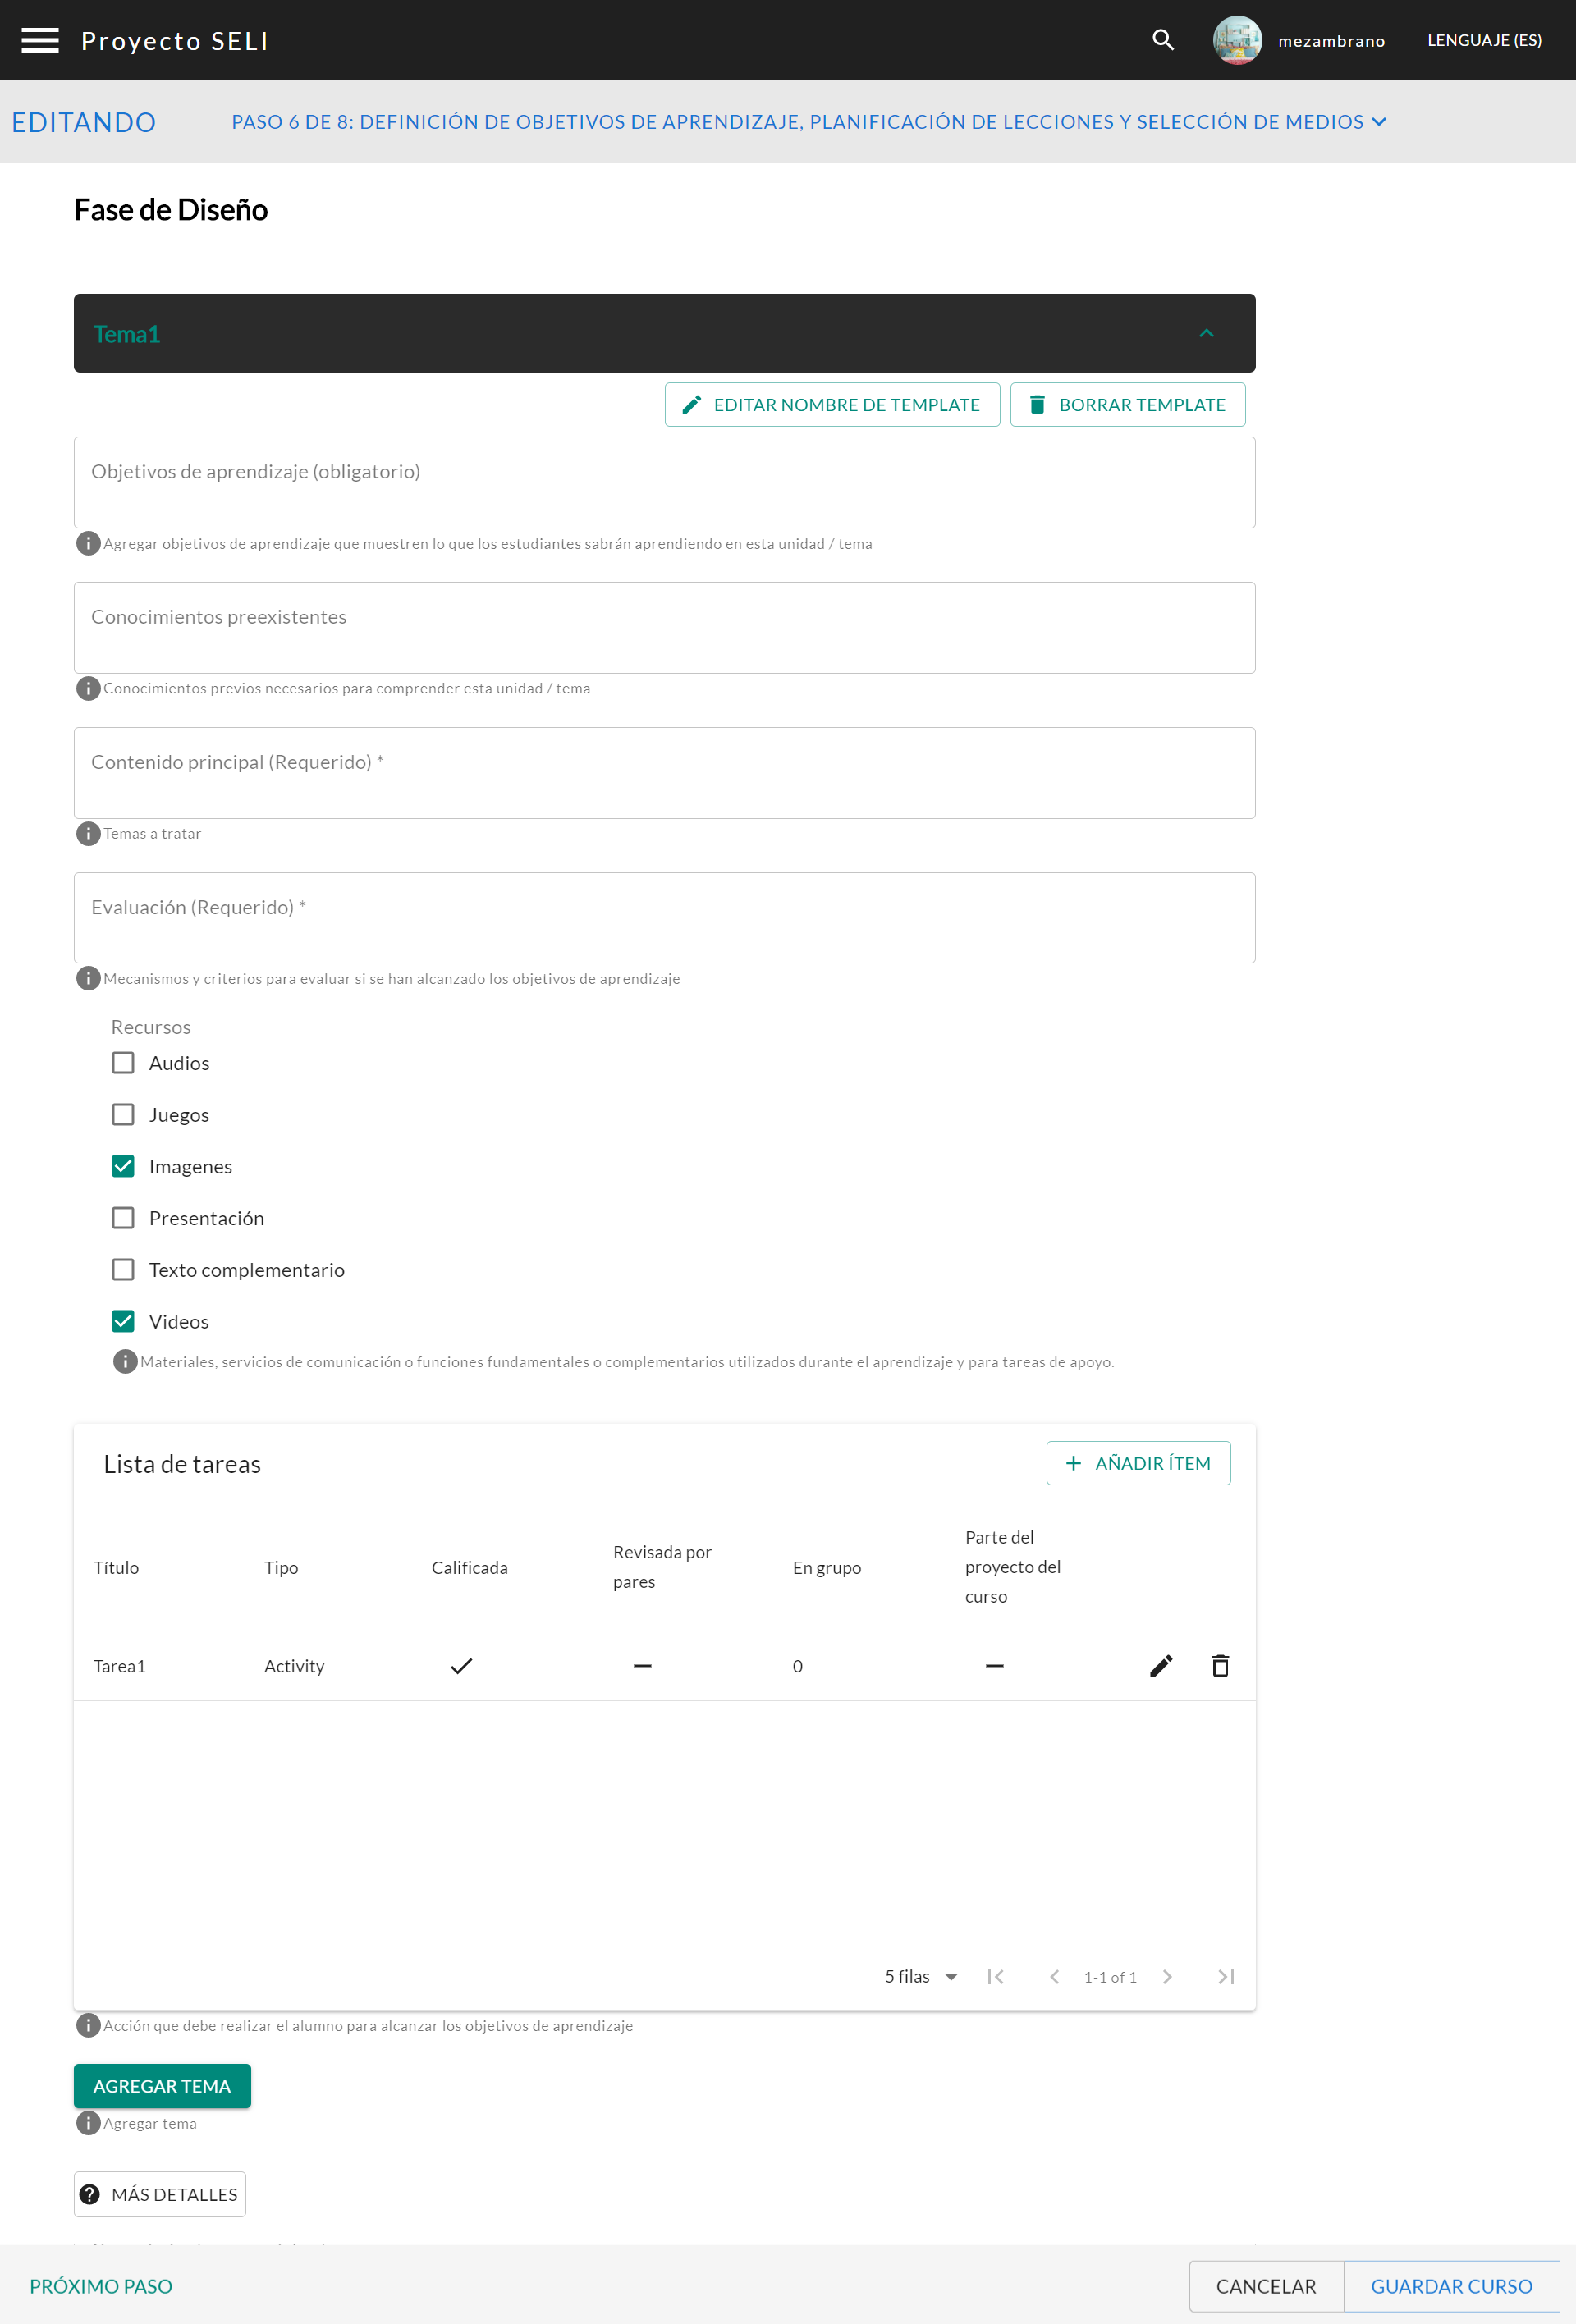 Proyecto SELI
mezambrano
LENGUAJE (ES)
EDITANDO
PASO 6 DE 8: DEFINICIÓN DE OBJETIVOS DE APRENDIZAJE, PLANIFICACIÓN DE LECCIONES Y SELECCIÓN DE MEDIOS
Fase de Diseño
Tema1
EDITAR NOMBRE DE TEMPLATE
BORRAR TEMPLATE
Objetivos de aprendizaje (obligatorio)
Agregar objetivos de aprendizaje que muestren lo que los estudiantes sabrán aprendiendo en esta unidad / tema
Conocimientos preexistentes
Conocimientos previos necesarios para comprender esta unidad / tema
Contenido principal (Requerido) *
Temas a tratar
Evaluación (Requerido) *
Mecanismos y criterios para evaluar si se han alcanzado los objetivos de aprendizaje
Recursos
Audios
Juegos
Imagenes
Presentación
Texto complementario
Videos
Materiales, servicios de comunicación o funciones fundamentales o complementarios utilizados durante el aprendizaje y para tareas de apoyo.
Lista de tareas
AÑADIR ÍTEM
Título
Tipo
Calificada
Revisada por
pares
En grupo
Parte del
proyecto del
curso
Tarea1
Activity
0
5 filas
1-1 of 1
Acción que debe realizar el alumno para alcanzar los objetivos de aprendizaje
AGREGAR TEMA
Agregar tema
MÁS DETALLES
PRÓXIMO PASO
CANCELAR
GUARDAR CURSO